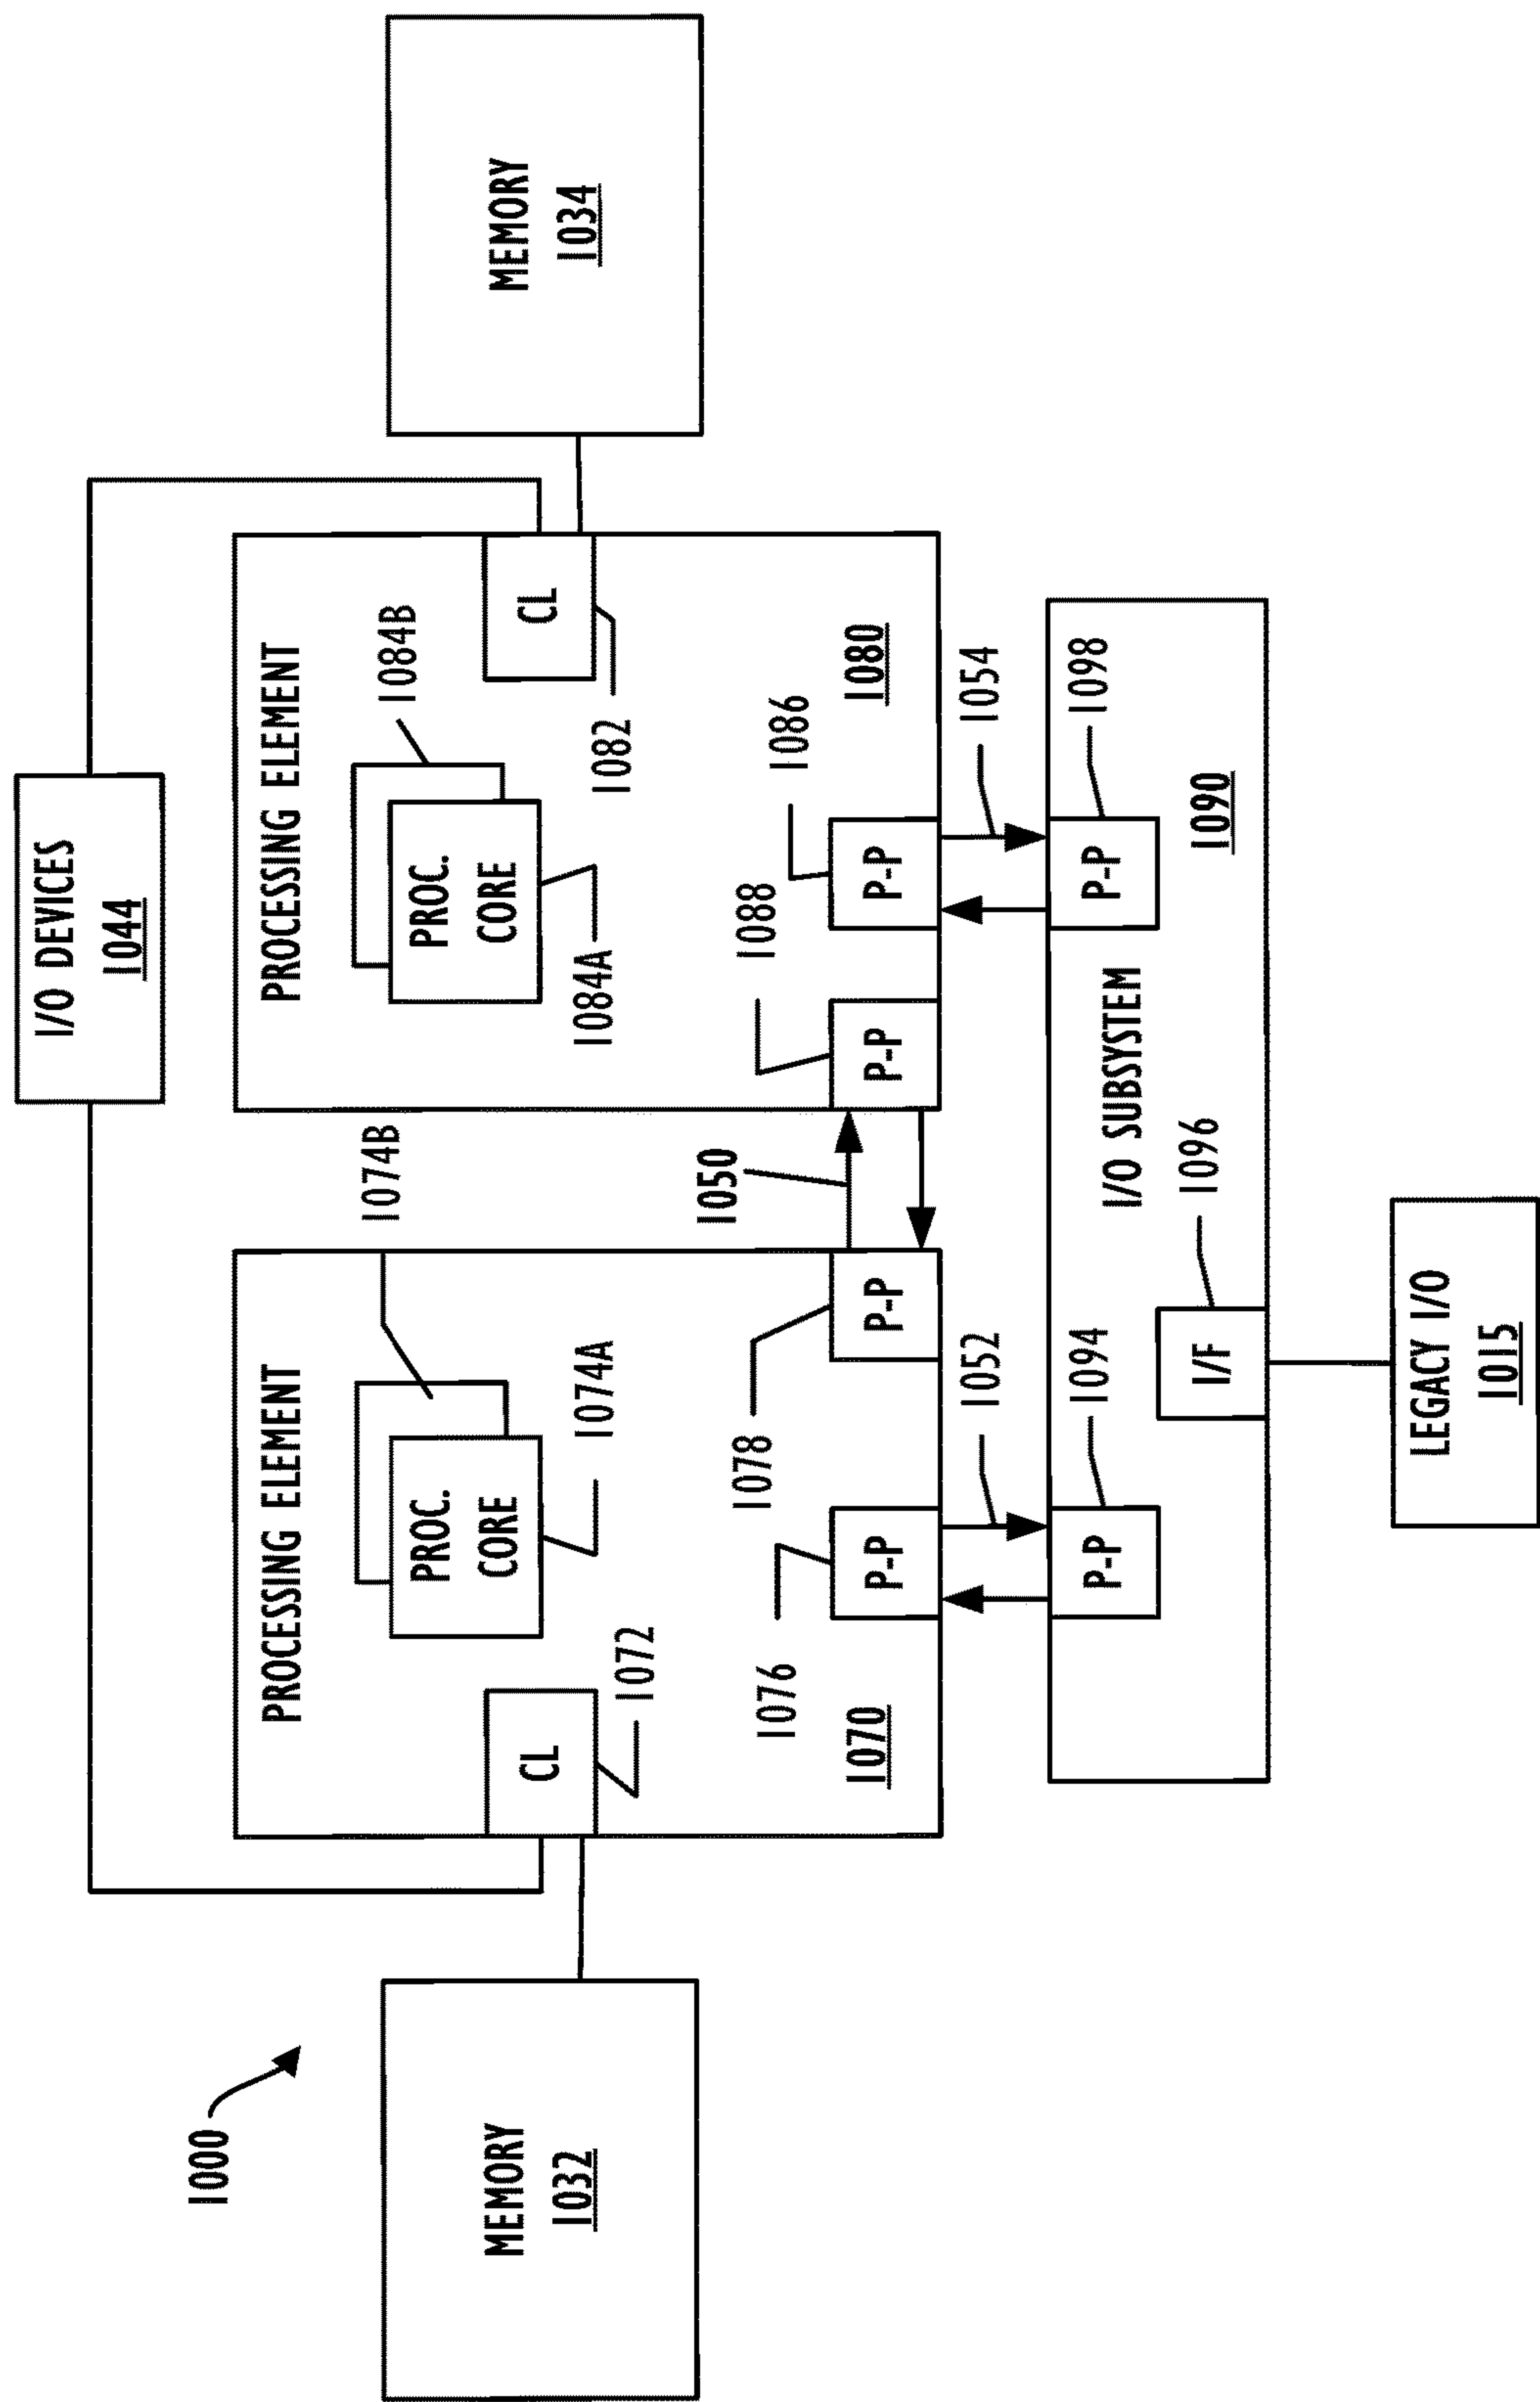 1000
I/O DEVICES
1044
MEMORY
1032
PROCESSING ELEMENT
PROC.
CORE
1074A
1074B
CL
1072
P-P
1076
P-P
1078
1070
1050
PROCESSING ELEMENT
PROC.
CORE
1084A
1084B
CL
1082
P-P
1088
P-P
1086
1080
MEMORY
1034
1052
1054
P-P
1094
I/O SUBSYSTEM
P-P
1098
1090
I/F
1096
LEGACY I/O
1015